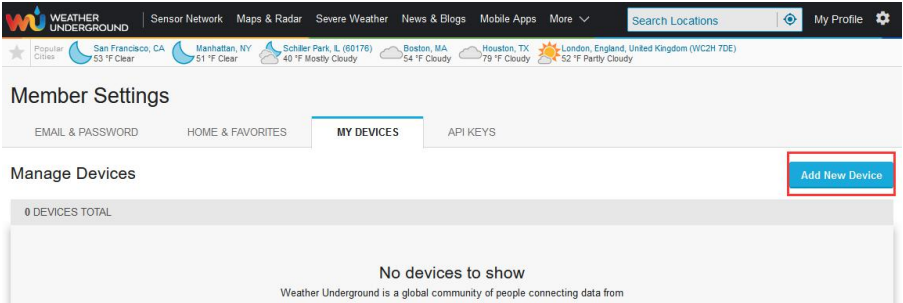 WEATHER UNDERGROUND Sensor Network Maps & Radar Severe Weather News & Blogs Mobile Apps More Search Locations My Profile
Popular Cities San Francisco, CA 53 °F Clear Manhattan, NY 51 °F Clear Schiller Park, IL (60176) 40 °F Mostly Cloudy Boston, MA 54 °F Cloudy Houston, TX 79 °F Cloudy London, England, United Kingdom (WC2H 7DE) 52 °F Partly Cloudy
Member Settings
EMAIL & PASSWORD HOME & FAVORITES MY DEVICES API KEYS
Manage Devices Add New Device
0 DEVICES TOTAL
No devices to show
Weather Underground is a global community of people connecting data from